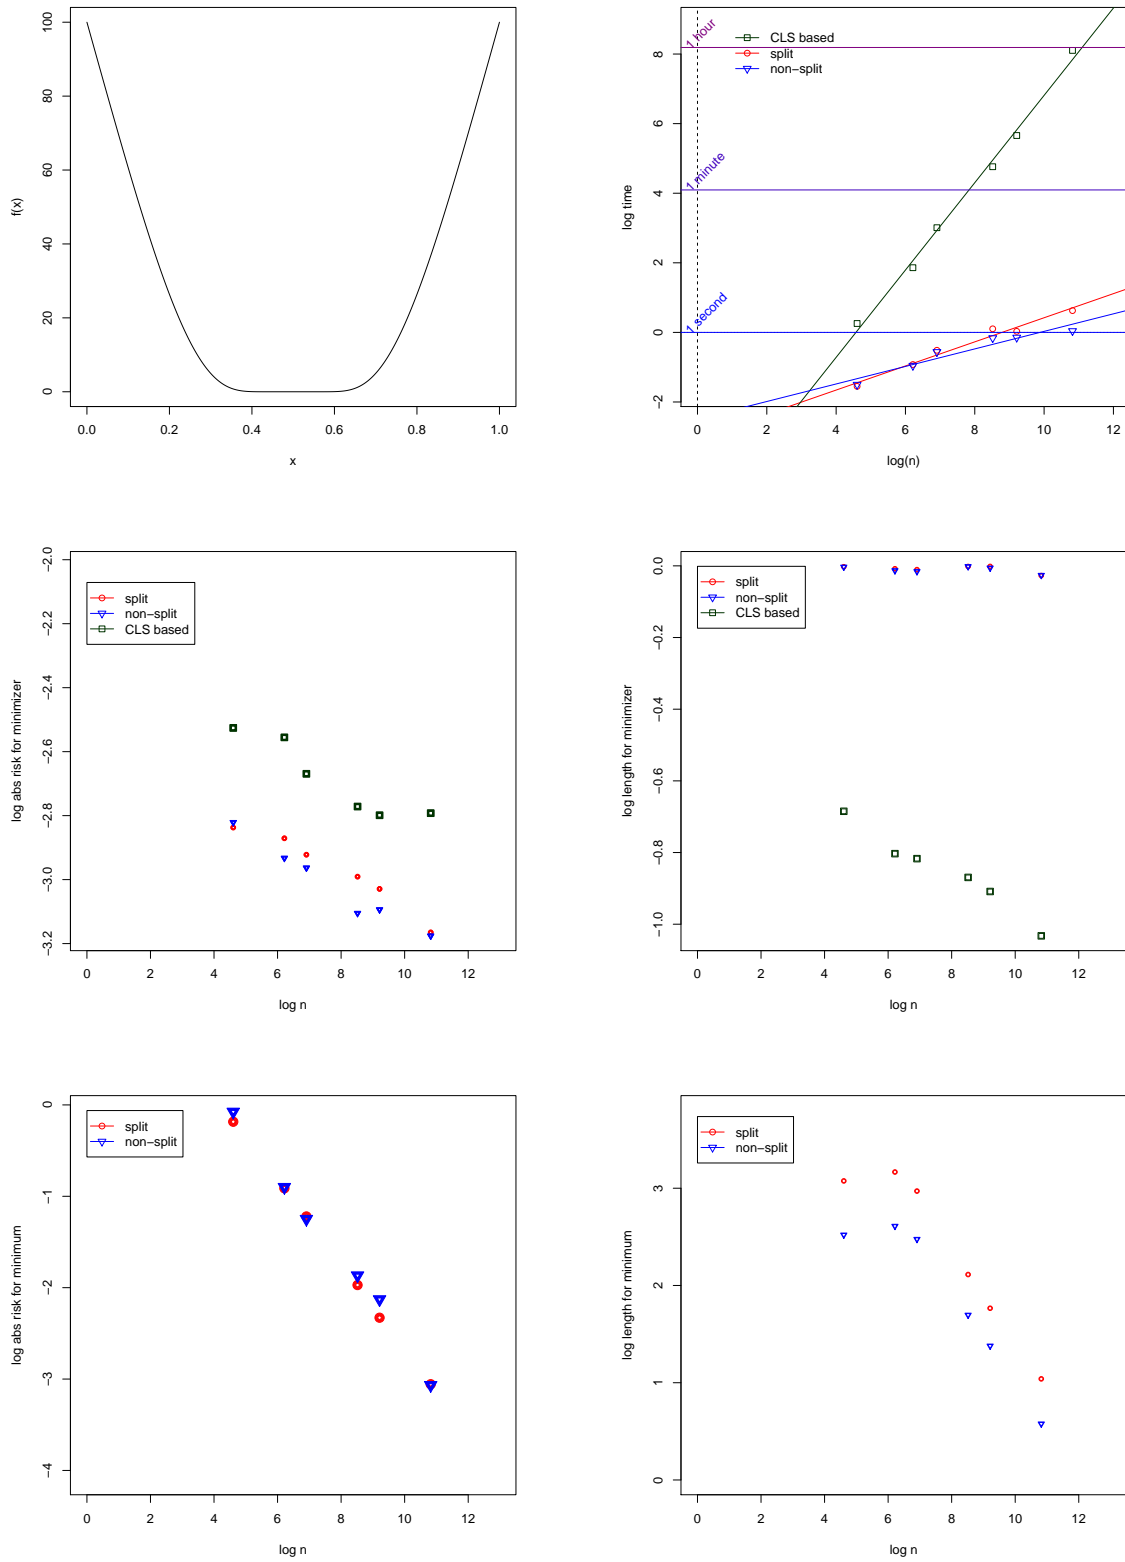 f(x)
100
80
60
40
20
0
0.0 0.2 0.4 0.6 0.8 1.0
x
log time
8
6
4
2
0
−2
1 hour
1 minute
1 second
CLS based
split
non−split
0 2 4 6 8 10 12
log(n)
log abs risk for minimizer
−2.0
−2.2
−2.4
−2.6
−2.8
−3.0
−3.2
split
non−split
CLS based
0 2 4 6 8 10 12
log n
log length for minimizer
0.0
−0.2
−0.4
−0.6
−0.8
−1.0
split
non−split
CLS based
0 2 4 6 8 10 12
log n
log abs risk for minimum
0
−1
−2
−3
−4
split
non−split
0 2 4 6 8 10 12
log n
log length for minimum
3
2
1
0
split
non−split
0 2 4 6 8 10 12
log n